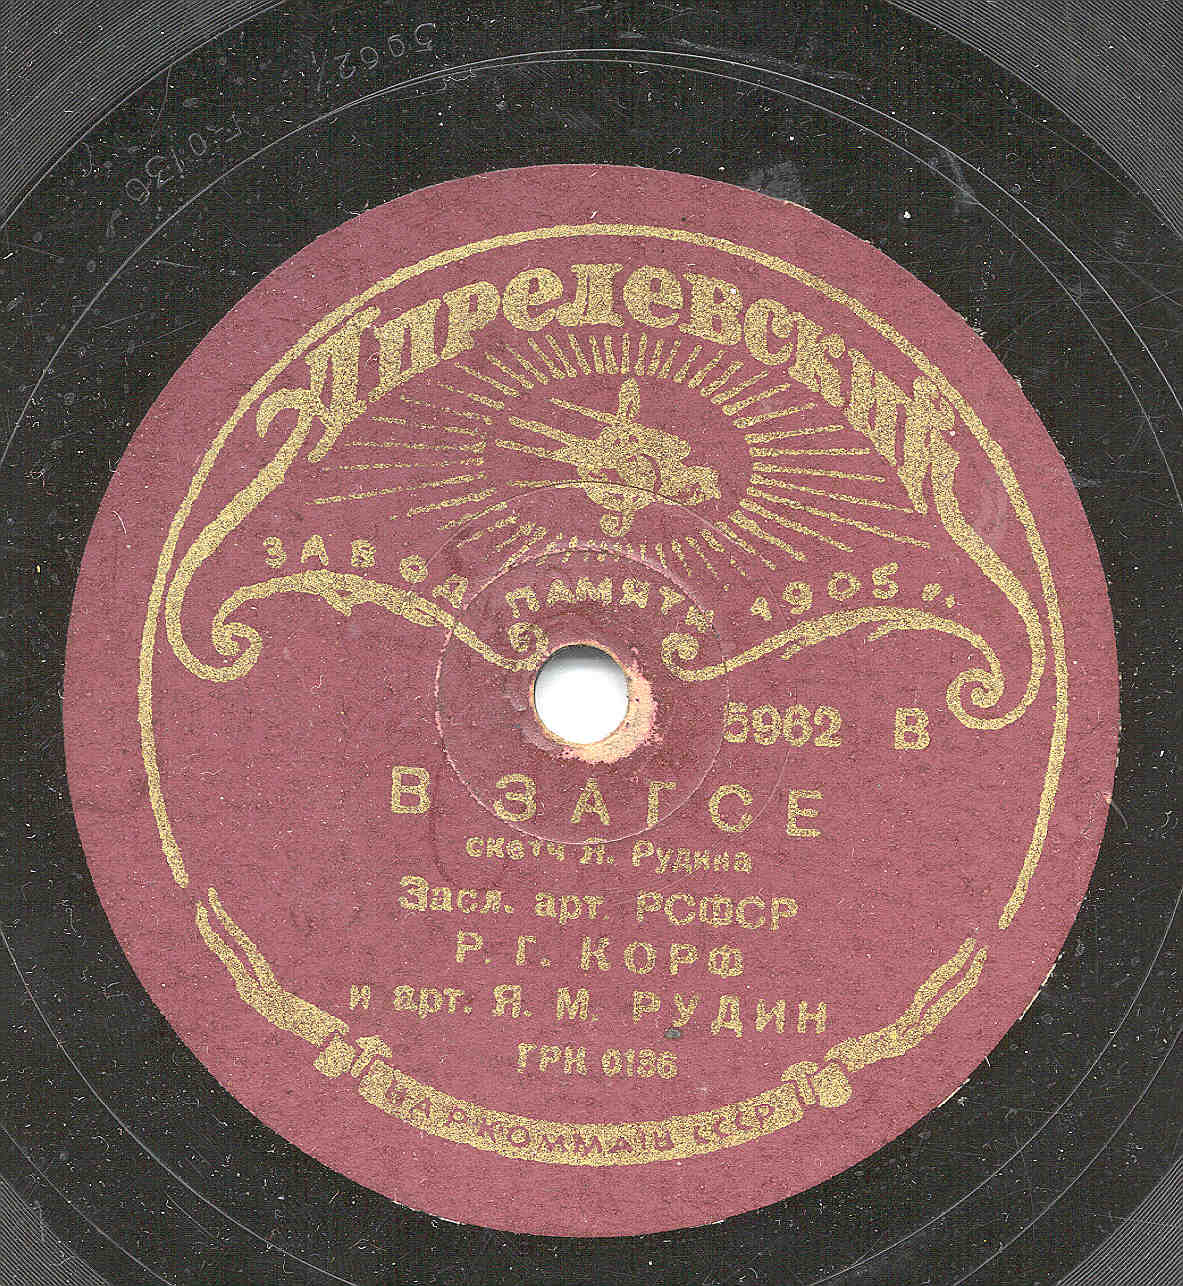 5962
Г.0136
Апрелевский
ЗАВОД ПАМЯТИ 1905 г.
5962 В
В ЗАГСЕ
скетч Я. Рудина
Засл. арт. РСФСР
Р. Г. КОРФ
и арт. Я. М. РУДИН
ГРК 0136
НАРКОММАШ СССР